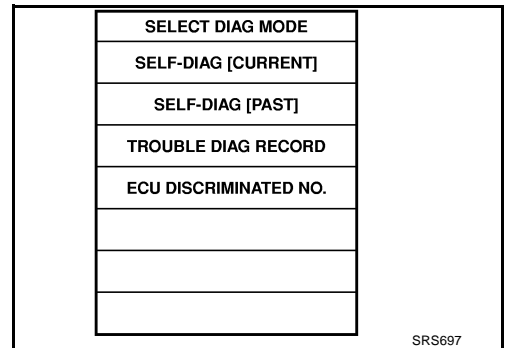 SELECT DIAG MODE
SELF-DIAG [CURRENT]
SELF-DIAG [PAST]
TROUBLE DIAG RECORD
ECU DISCRIMINATED NO.
SRS697